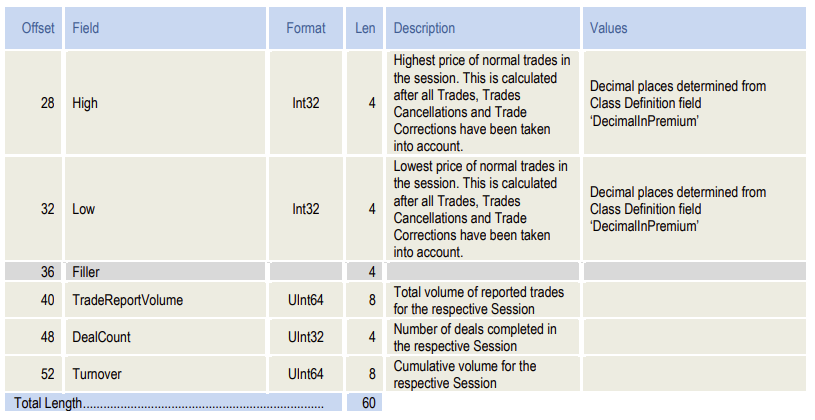 Offset Field Format Len Description Values
28 High Int32 4 Highest price of normal trades in
the session. This is calculated
after all Trades, Trades
Cancellations and Trade
Corrections have been taken
into account.
Decimal places determined from
Class Definition field
‘DecimalInPremium’
32 Low Int32 4 Lowest price of normal trades in
the session. This is calculated
after all Trades, Trades
Cancellations and Trade
Corrections have been taken
into account.
Decimal places determined from
Class Definition field
‘DecimalInPremium’
36 Filler 4
40 TradeReportVolume UInt64 8 Total volume of reported trades
for the respective Session
48 DealCount UInt32 4 Number of deals completed in
the respective Session
52 Turnover UInt64 8 Cumulative volume for the
respective Session
Total Length........................................................................ 60